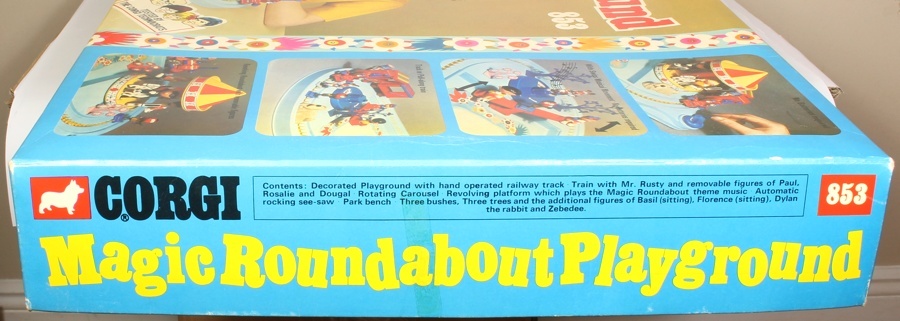 853
CORGI
Contents: Decorated Playground with hand operated railway track Train with Mr. Rusty and removable figures of Paul,
Rosalie and Dougal Rotating Carousel Revolving platform which plays the Magic Roundabout theme music Automatic
rocking see-saw Park bench Three bushes, Three trees and the additional figures of Basil (sitting), Florence (sitting), Dylan
the rabbit and Zebedee.
853
Magic Roundabout Playground